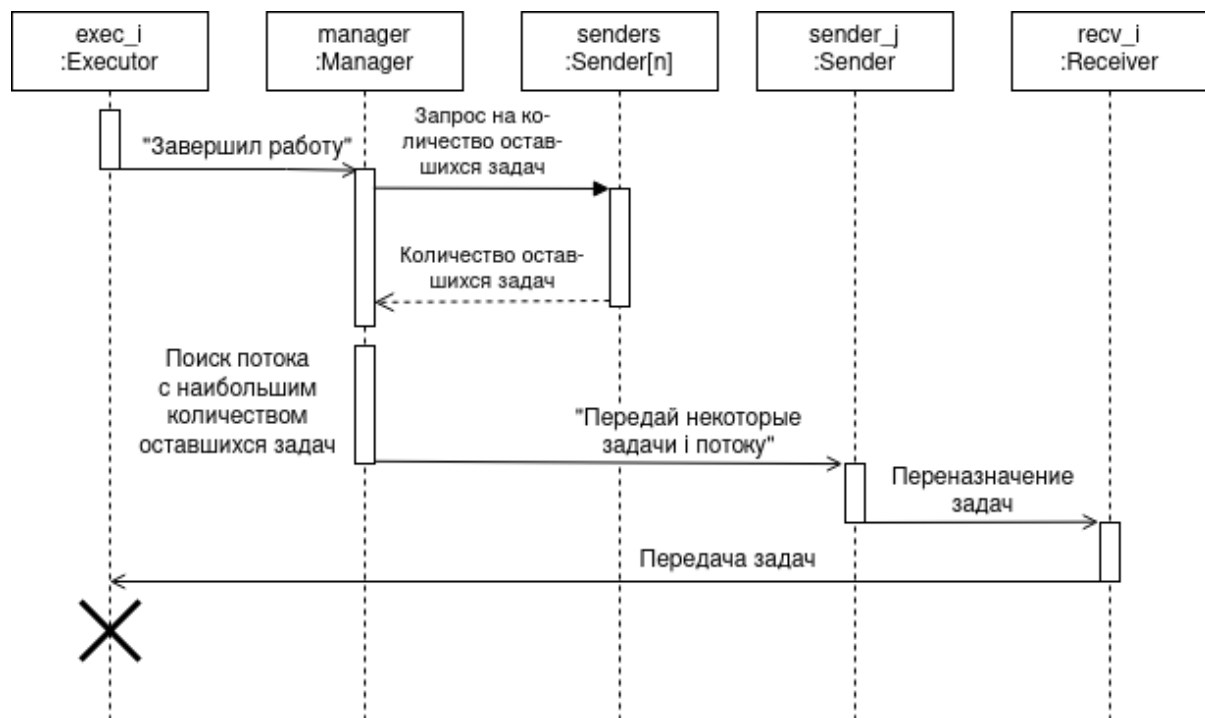 exec_i
:Executor
manager
:Manager
senders
:Sender[n]
sender_j
:Sender
recv_i
:Receiver
"Завершил работу"
Запрос на ко-
личество остав-
шихся задач
Количество остав-
шихся задач
Поиск потока
с наибольшим
количеством
оставшихся задач
"Передай некоторые
задачи i потоку"
Переназначение
задач
Передача задач